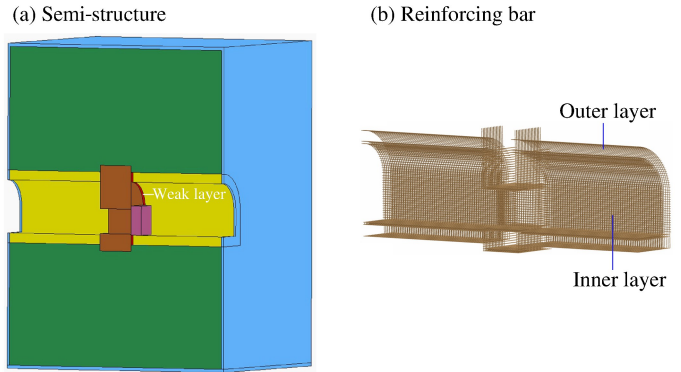 (a) Semi-structure
(b) Reinforcing bar
Outer layer
Weak layer
Inner layer